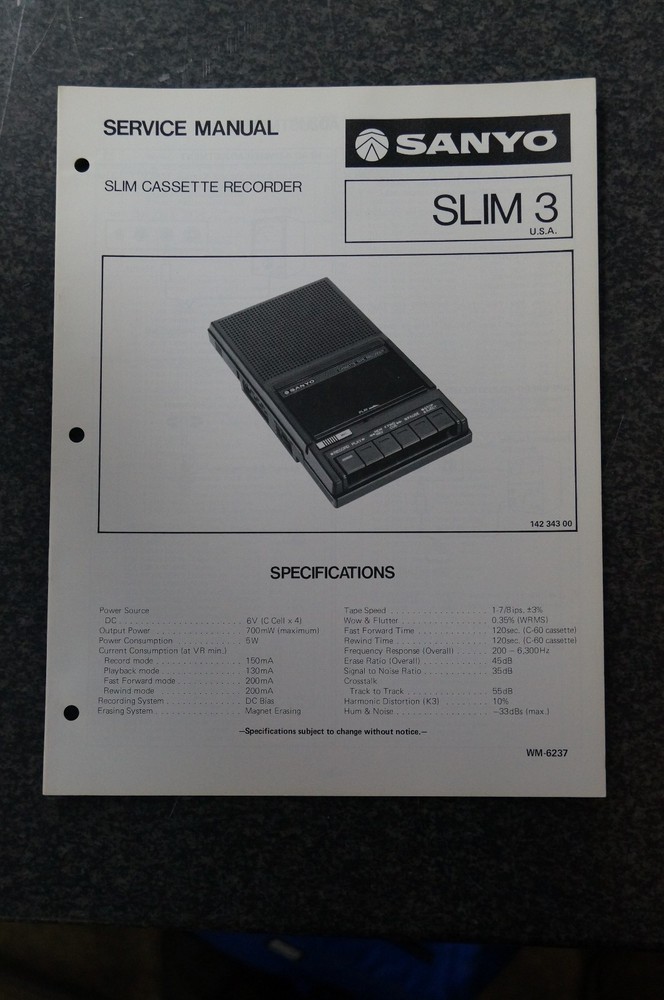 SERVICE MANUAL
SANYO
SLIM CASSETTE RECORDER
SLIM 3
U.S.A.
SANYO
RECORD PLAY
142 343 00
SPECIFICATIONS
Power Source
DC . . . . . . . . . . . . . . . . . . . . 6V (C Cell x 4)
Output Power . . . . . . . . . . . . . . 700mW (maximum)
Power Consumption . . . . . . . . . . . 5W
Current Consumption (at VR min.)
Record mode . . . . . . . . . . . . . . 150mA
Playback mode . . . . . . . . . . . . . 130mA
Fast Forward mode . . . . . . . . . . . 200mA
Rewind mode . . . . . . . . . . . . . . 200mA
Recording System . . . . . . . . . . . . DC Bias
Erasing System . . . . . . . . . . . . . Magnet Erasing
Tape Speed . . . . . . . . . . . . . . . 1-7/8 ips, ±3%
Wow & Flutter . . . . . . . . . . . . . 0.35% (WRMS)
Fast Forward Time . . . . . . . . . . . 120sec. (C-60 cassette)
Rewind Time . . . . . . . . . . . . . . 120sec. (C-60 cassette)
Frequency Response (Overall) . . . . . 200 – 6,300Hz
Erase Ratio (Overall) . . . . . . . . . . 45dB
Signal to Noise Ratio . . . . . . . . . . 35dB
Crosstalk
Track to Track . . . . . . . . . . . . . 55dB
Harmonic Distortion (K3) . . . . . . . 10%
Hum & Noise . . . . . . . . . . . . . . –33dBs (max.)
—Specifications subject to change without notice.—
WM-6237